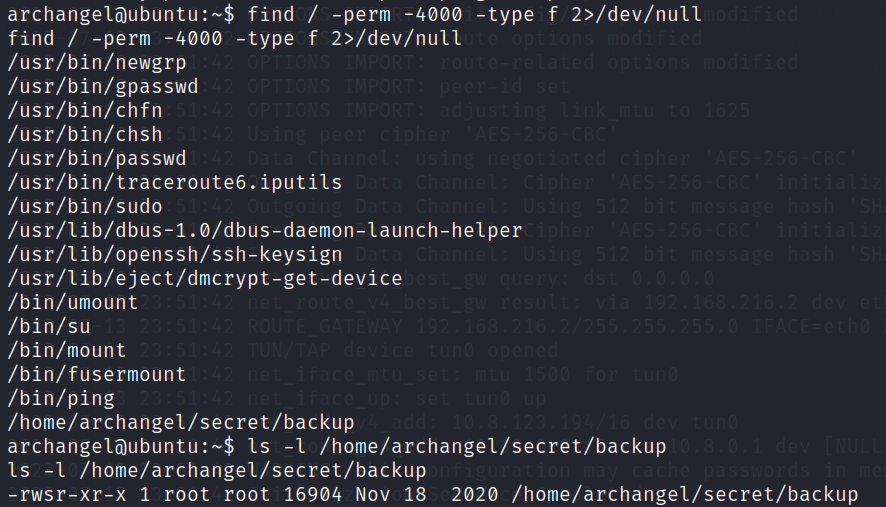 archangel@ubuntu:~$ find / -perm -4000 -type f 2>/dev/null
find / -perm -4000 -type f 2>/dev/null
/usr/bin/newgrp
/usr/bin/gpasswd
/usr/bin/chfn
/usr/bin/chsh
/usr/bin/passwd
/usr/bin/traceroute6.iputils
/usr/bin/sudo
/usr/lib/dbus-1.0/dbus-daemon-launch-helper
/usr/lib/openssh/ssh-keysign
/usr/lib/eject/dmcrypt-get-device
/bin/umount
/bin/su
/bin/mount
/bin/fusermount
/bin/ping
/home/archangel/secret/backup
archangel@ubuntu:~$ ls -l /home/archangel/secret/backup
ls -l /home/archangel/secret/backup
-rwsr-xr-x 1 root root 16904 Nov 18  2020 /home/archangel/secret/backup